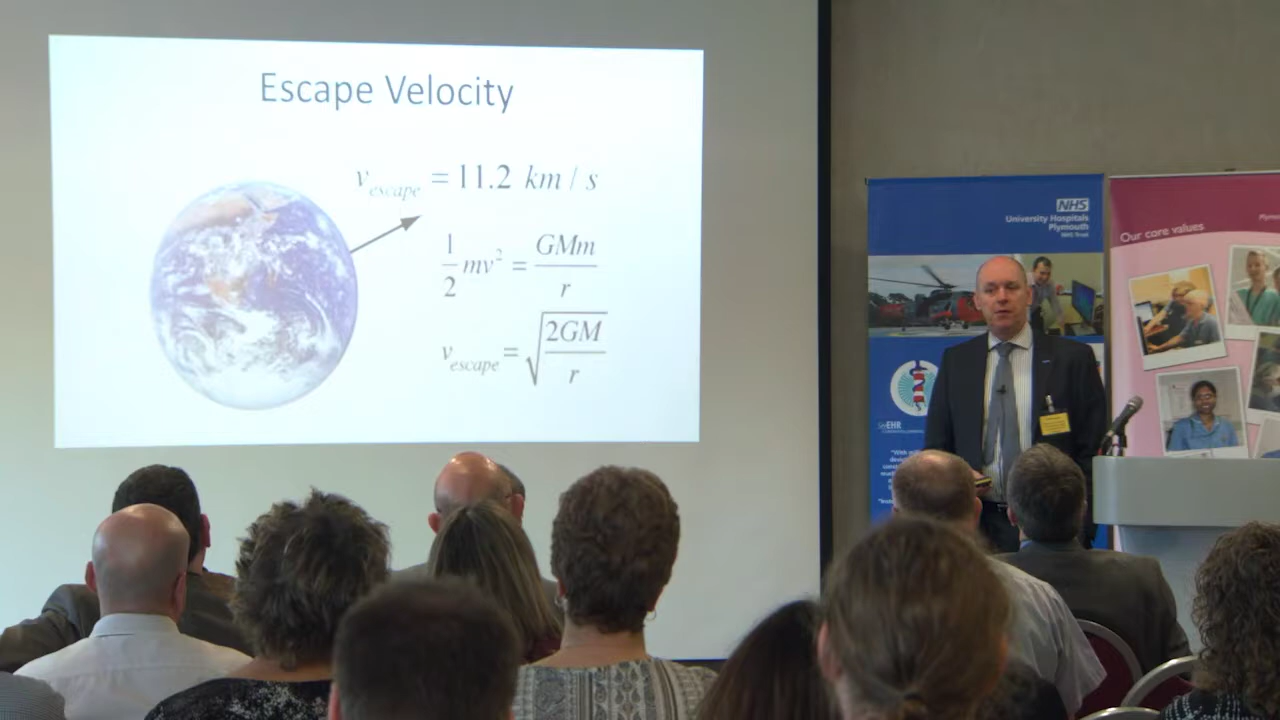 Escape Velocity
v_escape = 11.2 km / s
1/2 mv² = GMm/r
v_escape = √(2GM/r)
NHS
University Hospitals
Plymouth
NHS Trust
Our core values